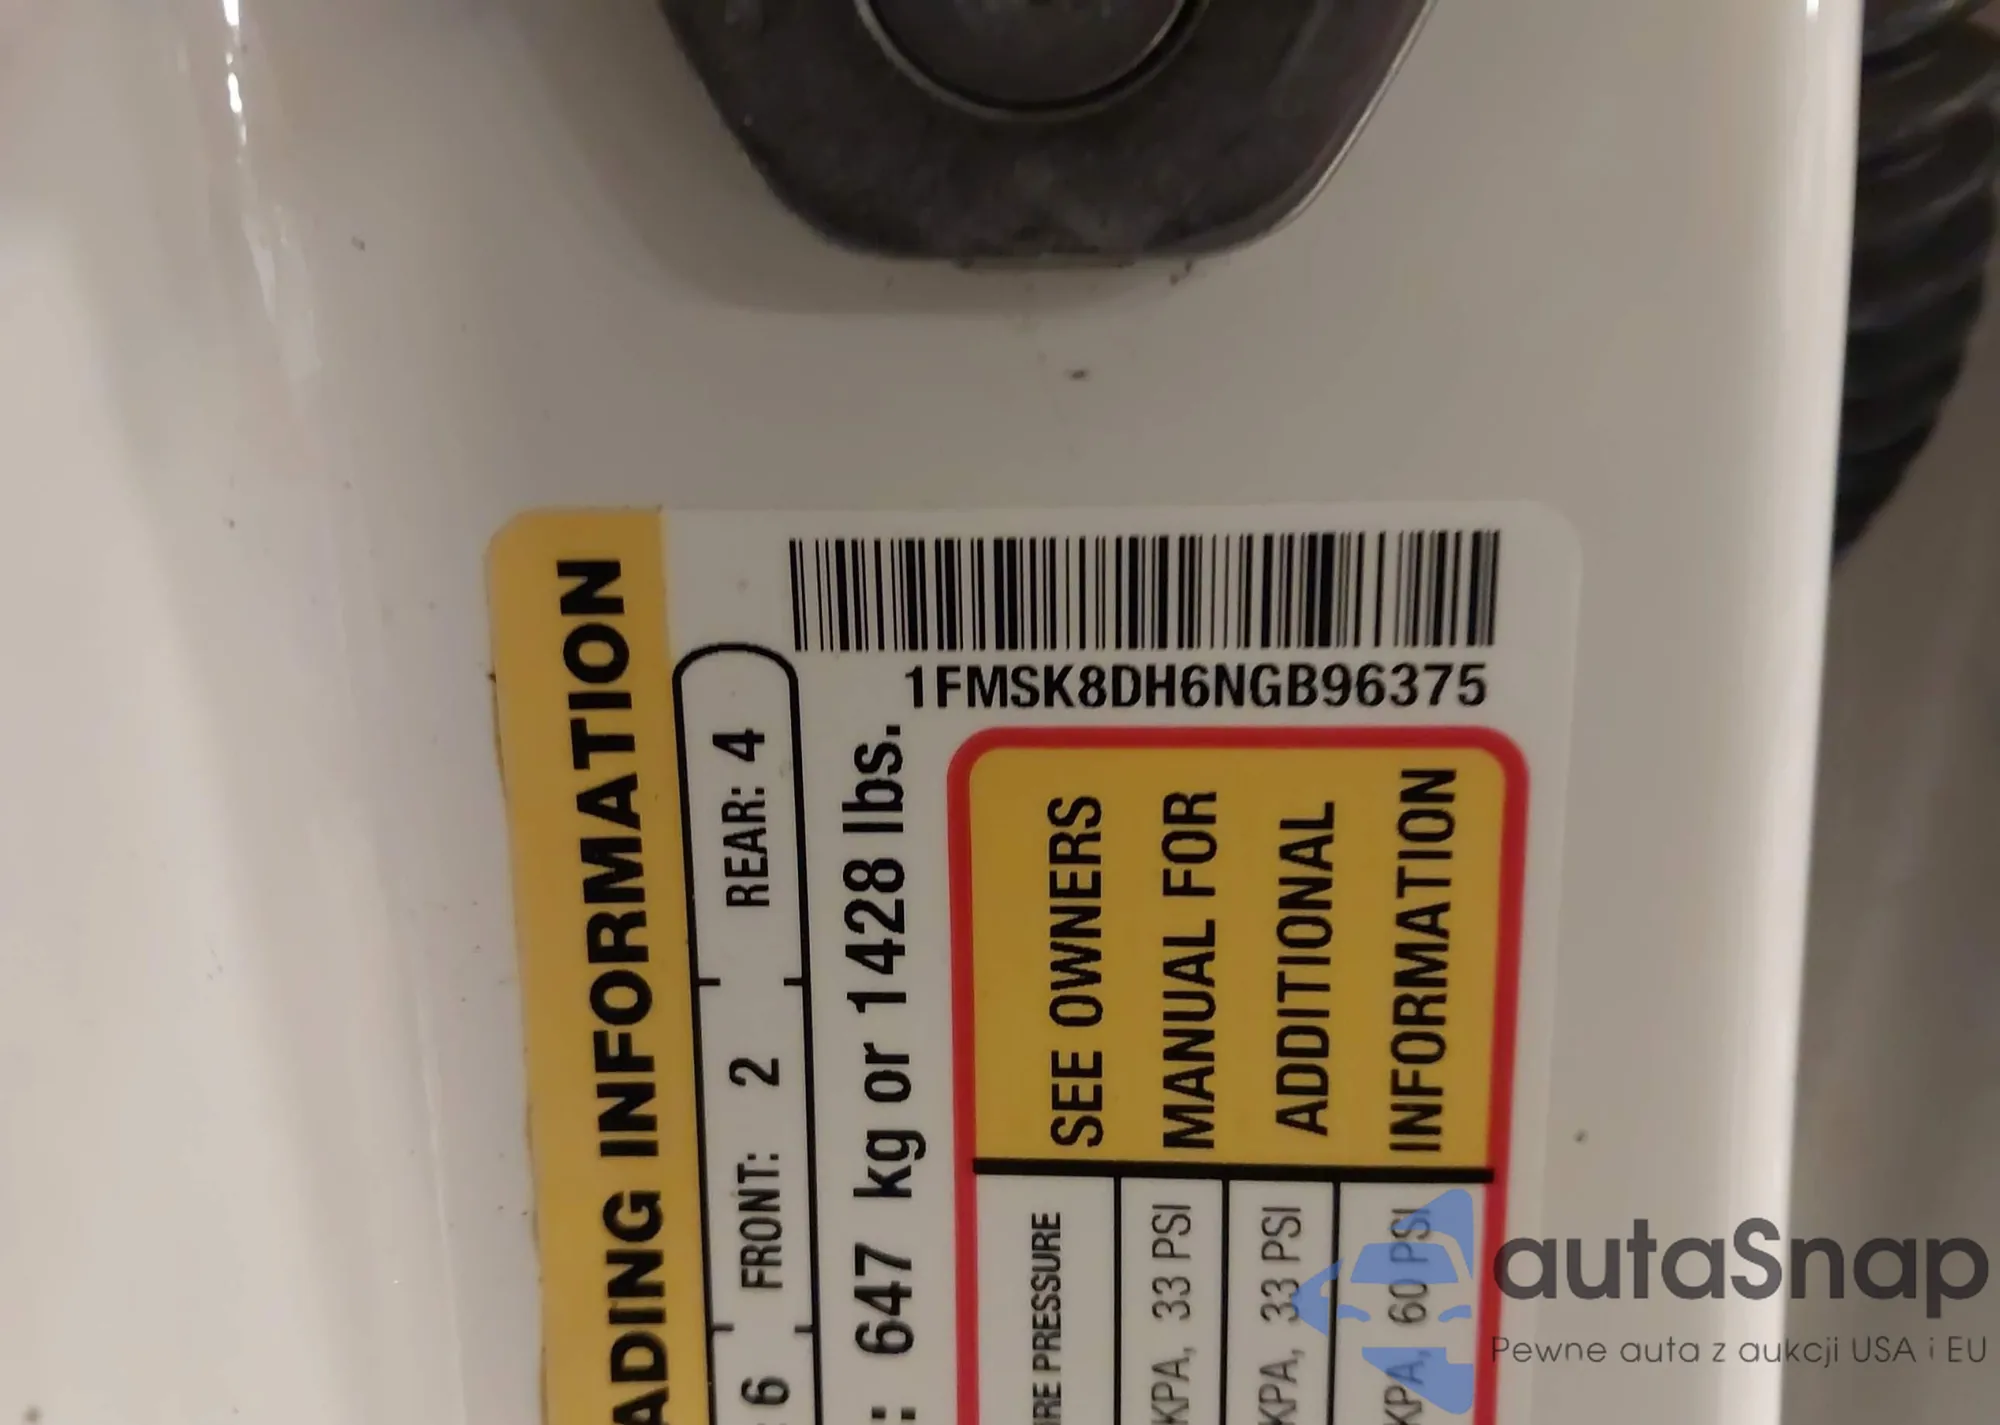 1FMSK8DH6NGB96375
ADING INFORMATION
6 FRONT: 2 REAR: 4
: 647 kg or 1428 lbs.
IRE PRESSURE
KPA, 33 PSI
KPA, 33 PSI
KPA, 60 PSI
SEE OWNERS
MANUAL FOR
ADDITIONAL
INFORMATION
autaSnap
Pewne auta z aukcji USA i EU